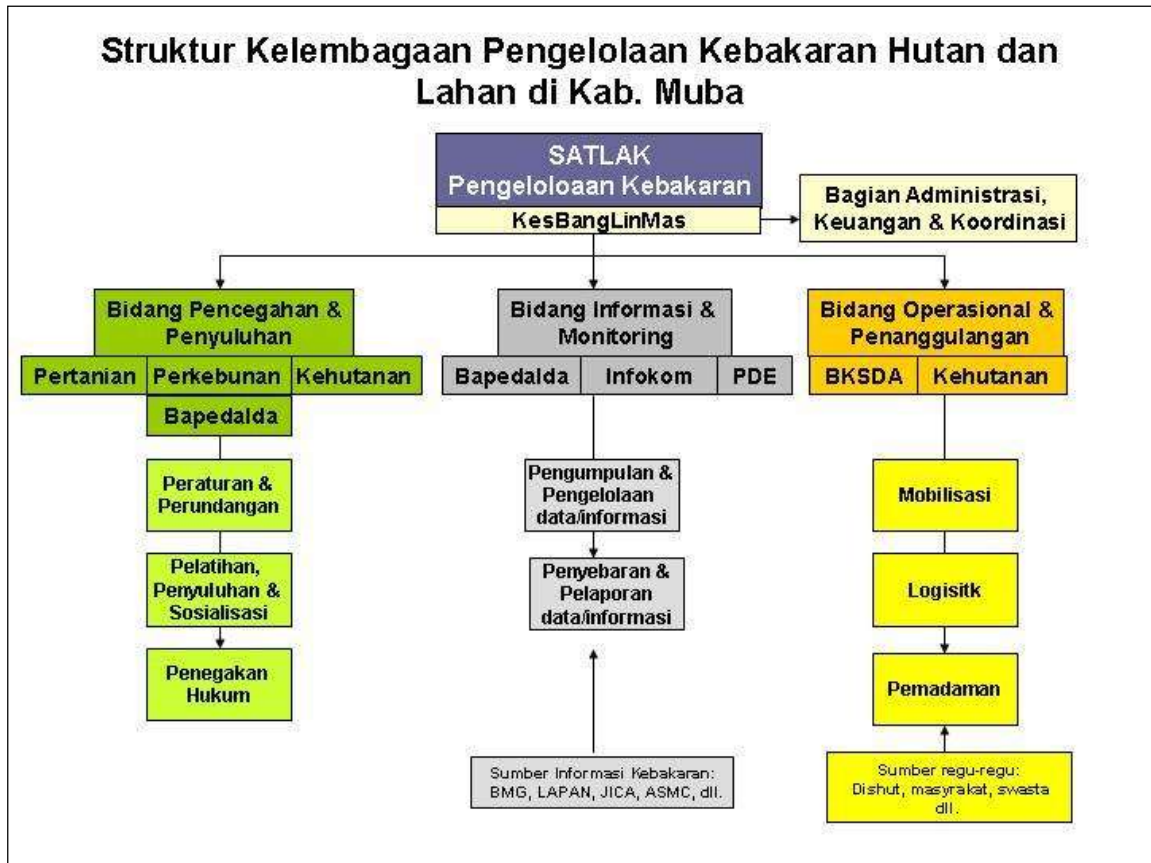 Struktur Kelembagaan Pengelolaan Kebakaran Hutan dan
Lahan di Kab. Muba
SATLAK
Pengeloloaan Kebakaran
KesBangLinMas
Bagian Administrasi,
Keuangan & Koordinasi
Bidang Pencegahan &
Penyuluhan
Pertanian
Perkebunan
Kehutanan
Bapedalda
Peraturan &
Perundangan
Pelatihan,
Penyuluhan &
Sosialisasi
Penegakan
Hukum
Bidang Informasi &
Monitoring
Bapedalda
Infokom
PDE
Pengumpulan &
Pengelolaan
data/informasi
Penyebaran &
Pelaporan
data/informasi
Sumber Informasi Kebakaran:
BMG, LAPAN, JICA, ASMC, dll.
Bidang Operasional &
Penanggulangan
BKSDA
Kehutanan
Mobilisasi
Logisitk
Pemadaman
Sumber regu-regu:
Dishut, masyrakat, swasta
dll.